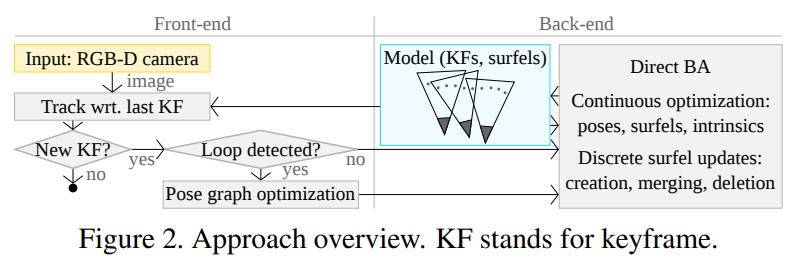 Front-end
Back-end
Input: RGB-D camera
image
Track wrt. last KF
New KF?
yes
no
Loop detected?
no
yes
Pose graph optimization
Model (KFs, surfels)
Direct BA
Continuous optimization:
poses, surfels, intrinsics
Discrete surfel updates:
creation, merging, deletion
Figure 2. Approach overview. KF stands for keyframe.